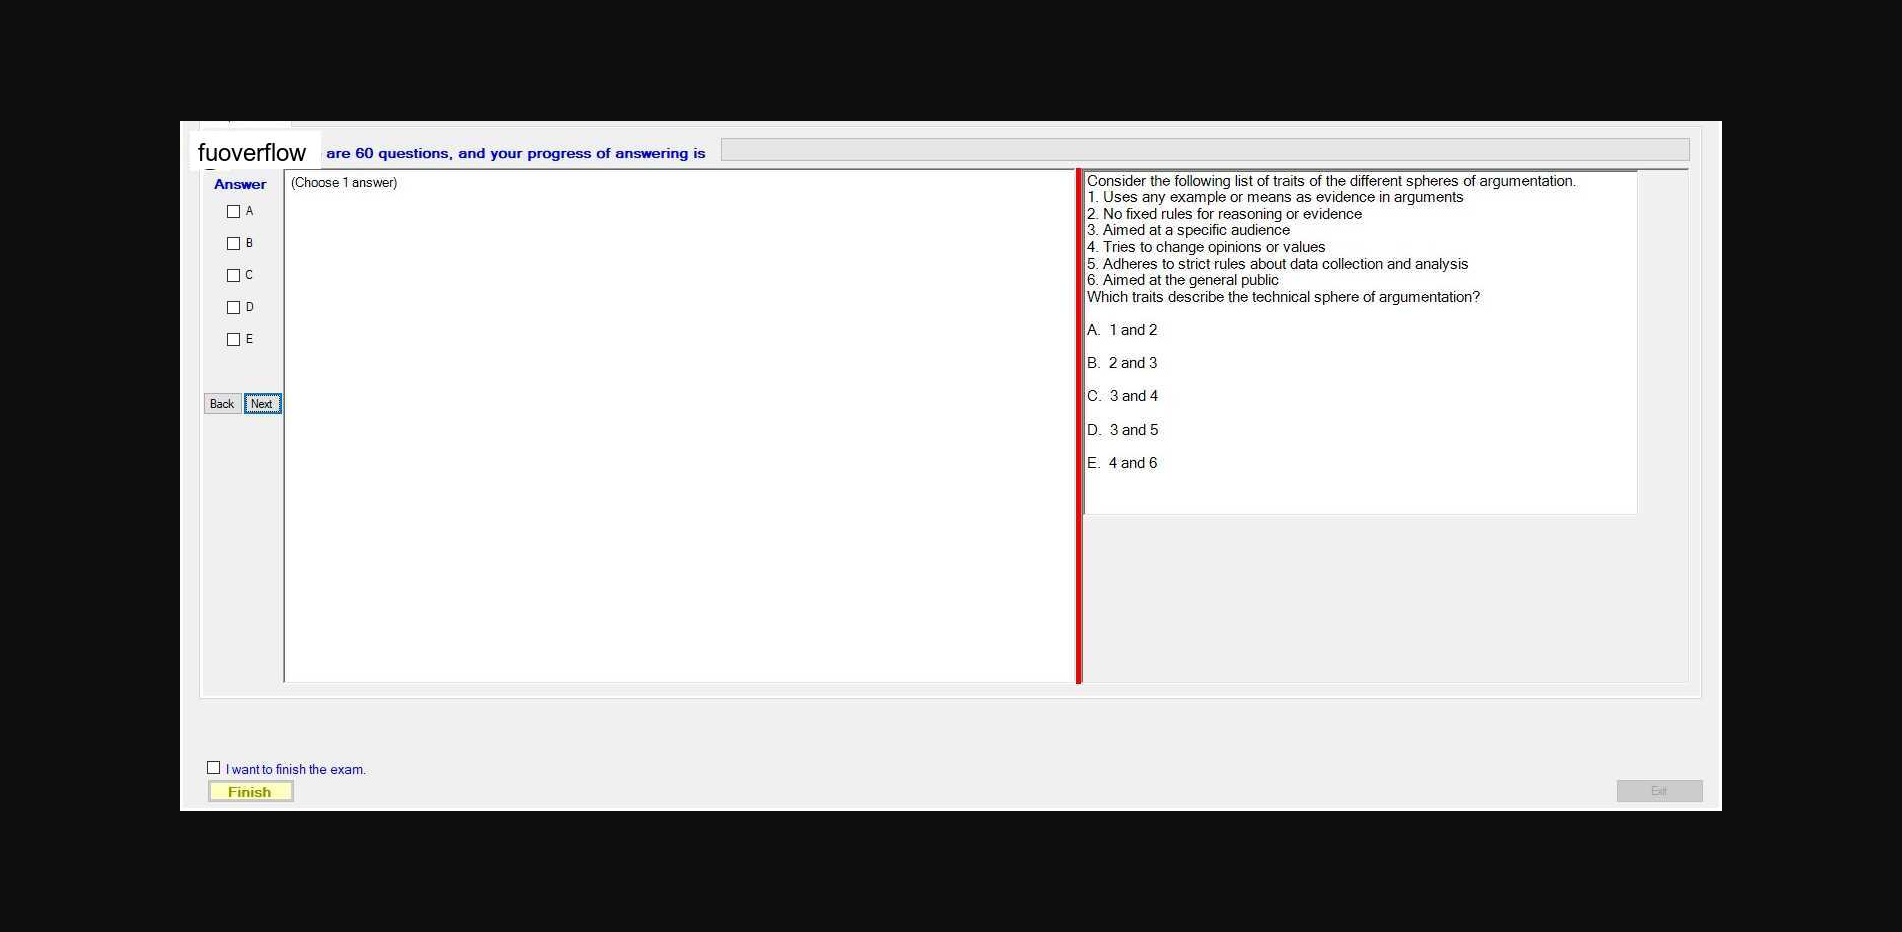 fuoverflow are 60 questions, and your progress of answering is
Answer
A
B
C
D
E
Back Next
(Choose 1 answer)
Consider the following list of traits of the different spheres of argumentation.
1. Uses any example or means as evidence in arguments
2. No fixed rules for reasoning or evidence
3. Aimed at a specific audience
4. Tries to change opinions or values
5. Adheres to strict rules about data collection and analysis
6. Aimed at the general public
Which traits describe the technical sphere of argumentation?
A. 1 and 2
B. 2 and 3
C. 3 and 4
D. 3 and 5
E. 4 and 6
I want to finish the exam.
Finish
Exit